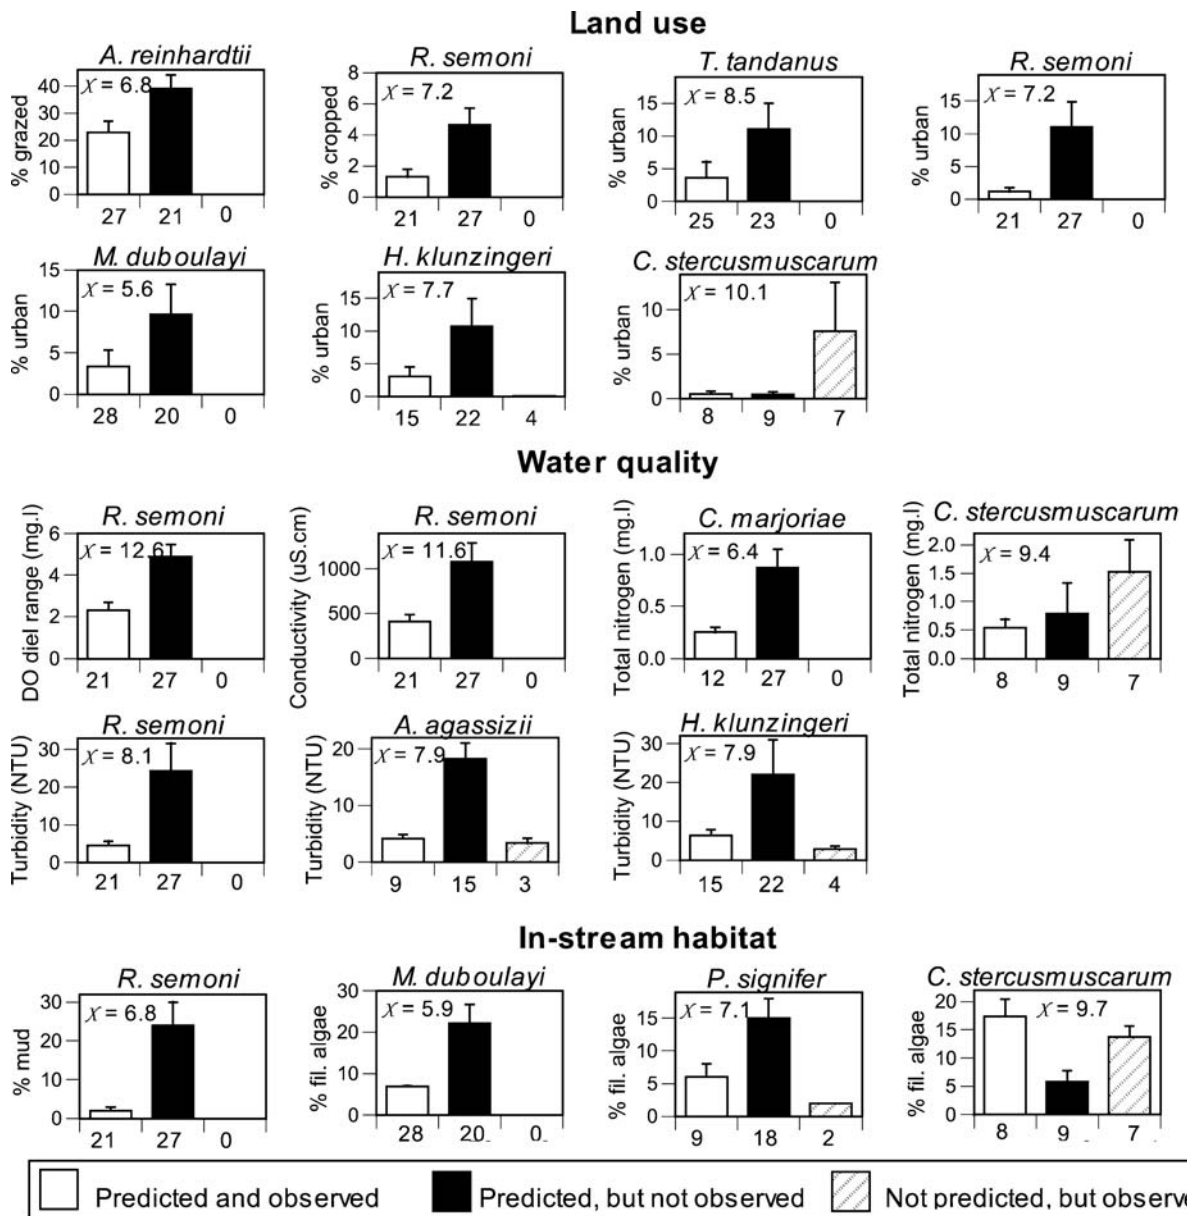 Land use
A. reinhardtii
R. semoni
T. tandanus
R. semoni
% grazed
40
30
20
10
0
X = 6.8
27 21 0
% cropped
8
6
4
2
0
X = 7.2
21 27 0
% urban
15
10
5
0
X = 8.5
25 23 0
% urban
15
10
5
0
X = 7.2
21 27 0
M. duboulayi
H. klunzingeri
C. stercusmuscarum
% urban
15
10
5
0
X = 5.6
28 20 0
% urban
15
10
5
0
X = 7.7
15 22 4
% urban
10
5
0
X = 10.1
8 9 7
Water quality
R. semoni
R. semoni
C. marjoriae
C. stercusmuscarum
DO diel range (mg.l)
6
4
2
0
X = 12.6
21 27 0
Conductivity (uS.cm)
1000
500
0
X = 11.6
21 27 0
Total nitrogen (mg.l)
1.0
0.5
0.0
X = 6.4
12 27 0
Total nitrogen (mg.l)
2.0
1.5
1.0
0.5
0.0
X = 9.4
8 9 7
R. semoni
A. agassizii
H. klunzingeri
Turbidity (NTU)
30
20
10
0
X = 8.1
21 27 0
Turbidity (NTU)
20
10
0
X = 7.9
9 15 3
Turbidity (NTU)
30
20
10
0
X = 7.9
15 22 4
In-stream habitat
R. semoni
M. duboulayi
P. signifer
C. stercusmuscarum
% mud
30
20
10
0
X = 6.8
21 27 0
% fil. algae
30
20
10
0
X = 5.9
28 20 0
% fil. algae
15
10
5
0
X = 7.1
9 18 2
% fil. algae
20
15
10
5
0
X = 9.7
8 9 7
Predicted and observed
Predicted, but not observed
Not predicted, but observe